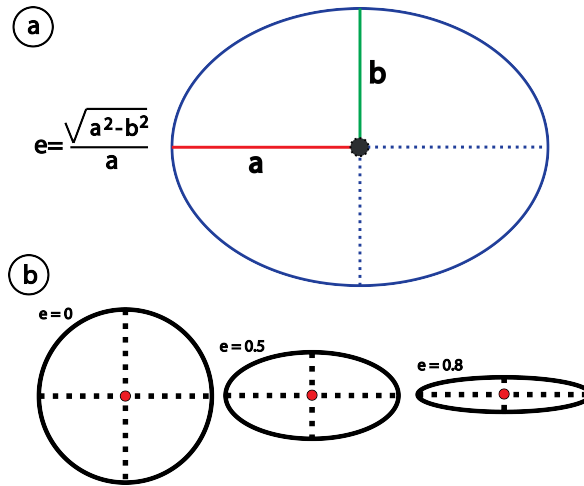 a
b
e=√a²-b²/a
a
b
e = 0
e = 0.5
e = 0.8